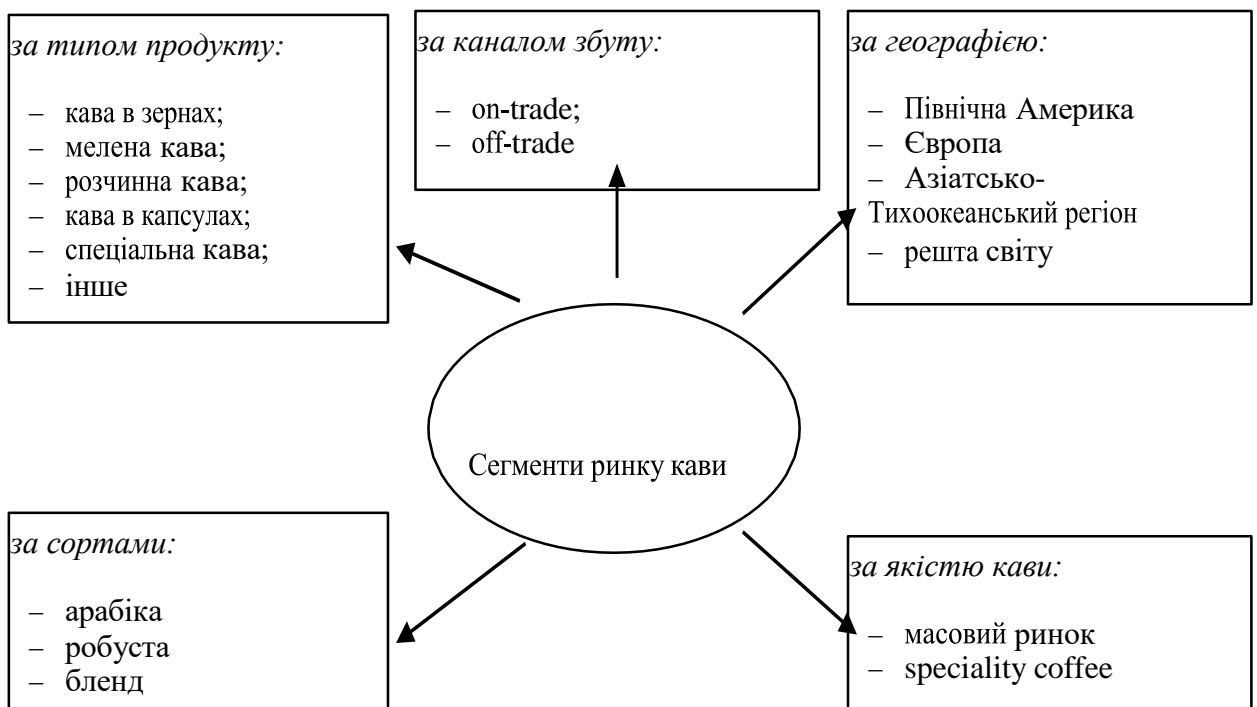 за типом продукту:
– кава в зернах;
– мелена кава;
– розчинна кава;
– кава в капсулах;
– спеціальна кава;
– інше
за каналом збуту:
– on-trade;
– off-trade
за географією:
– Північна Америка
– Європа
– Азіатсько-
Тихоокеанський регіон
– решта світу
Сегменти ринку кави
за сортами:
– арабіка
– робуста
– бленд
за якістю кави:
– масовий ринок
– speciality coffee